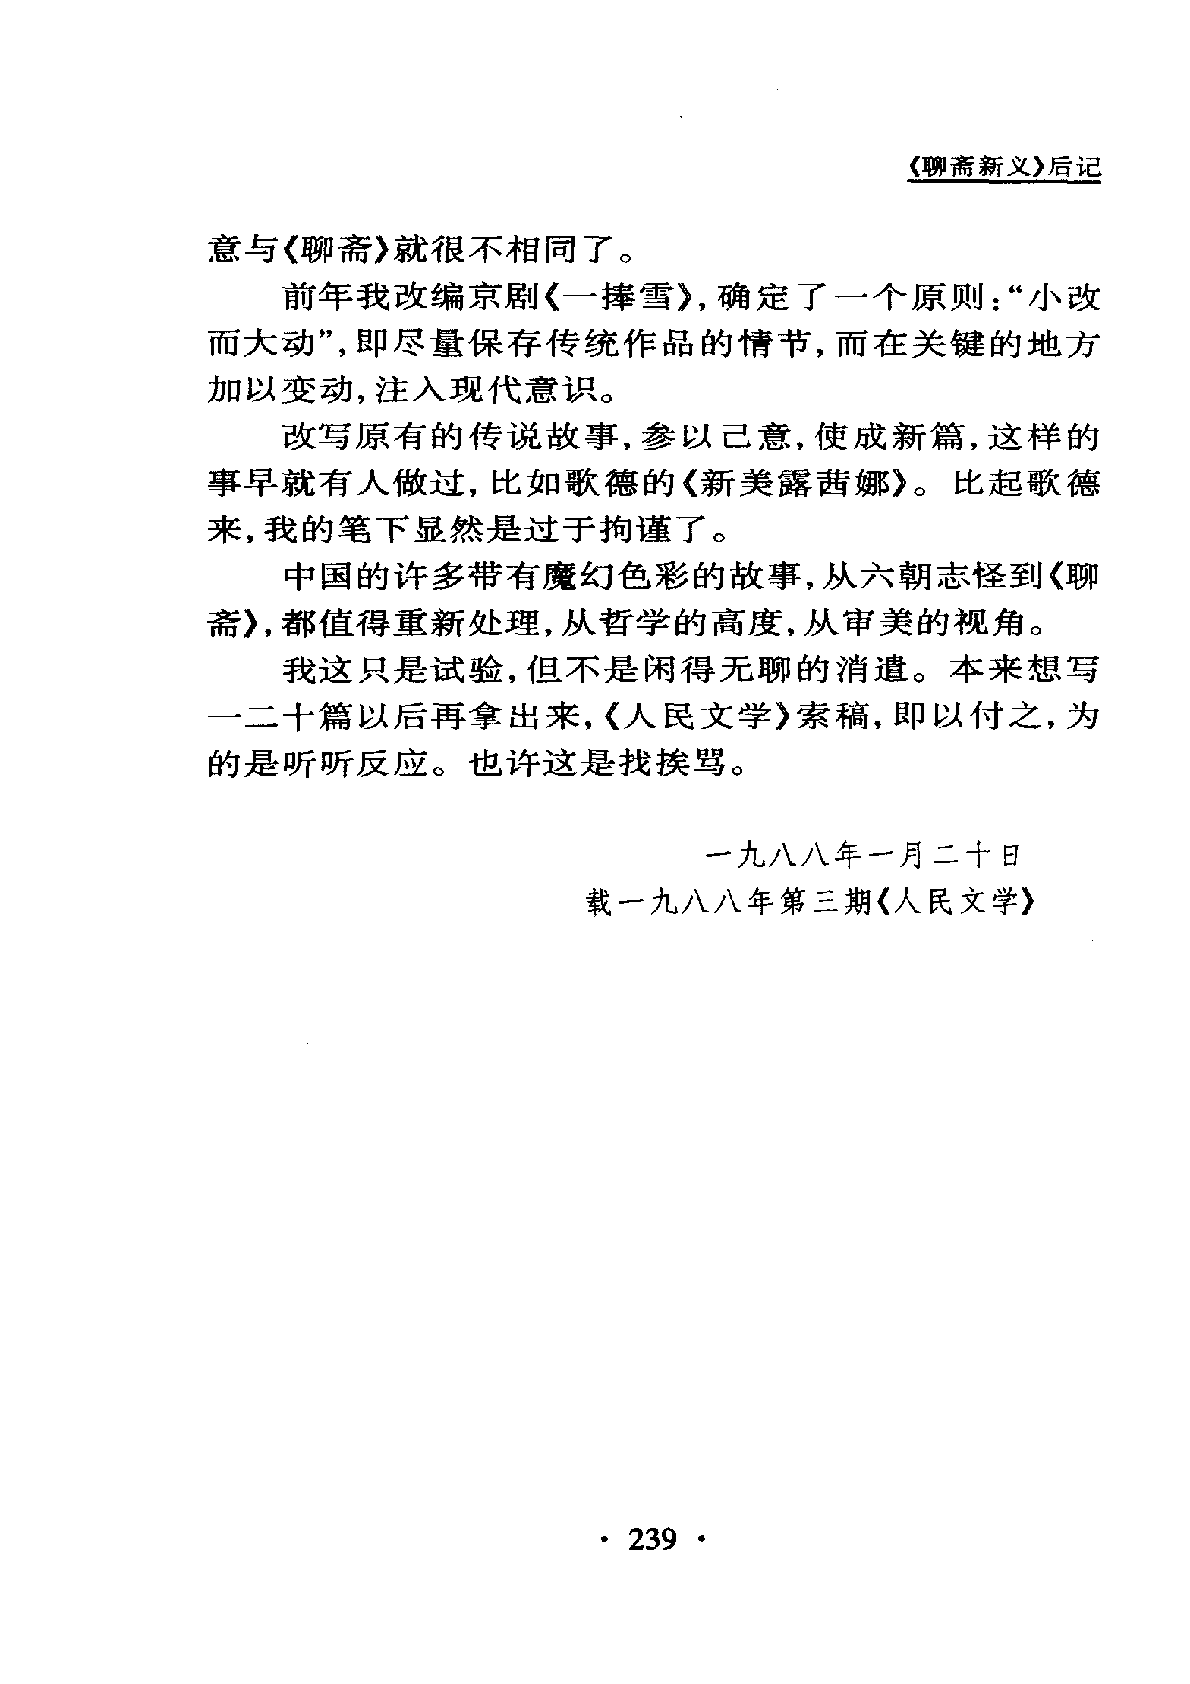 《聊斋新义》后记
意与《聊斋》就很不相同了。
前年我改编京剧《一捧雪》，确定了一个原则：“小改
而大动”，即尽量保存传统作品的情节，而在关键的地方
加以变动，注入现代意识。
改写原有的传说故事，参以己意，使成新篇，这样的
事早就有人做过，比如歌德的《新美露茜娜》。比起歌德
来，我的笔下显然是过于拘谨了。
中国的许多带有魔幻色彩的故事，从六朝志怪到《聊
斋》，都值得重新处理，从哲学的高度，从审美的视角。
我这只是试验，但不是闲得无聊的消遣。本来想写
一二十篇以后再拿出来，《人民文学》索稿，即以付之，为
的是听听反应。也许这是找挨骂。
一九八八年一月二十日
载一九八八年第三期《人民文学》
· 239 ·